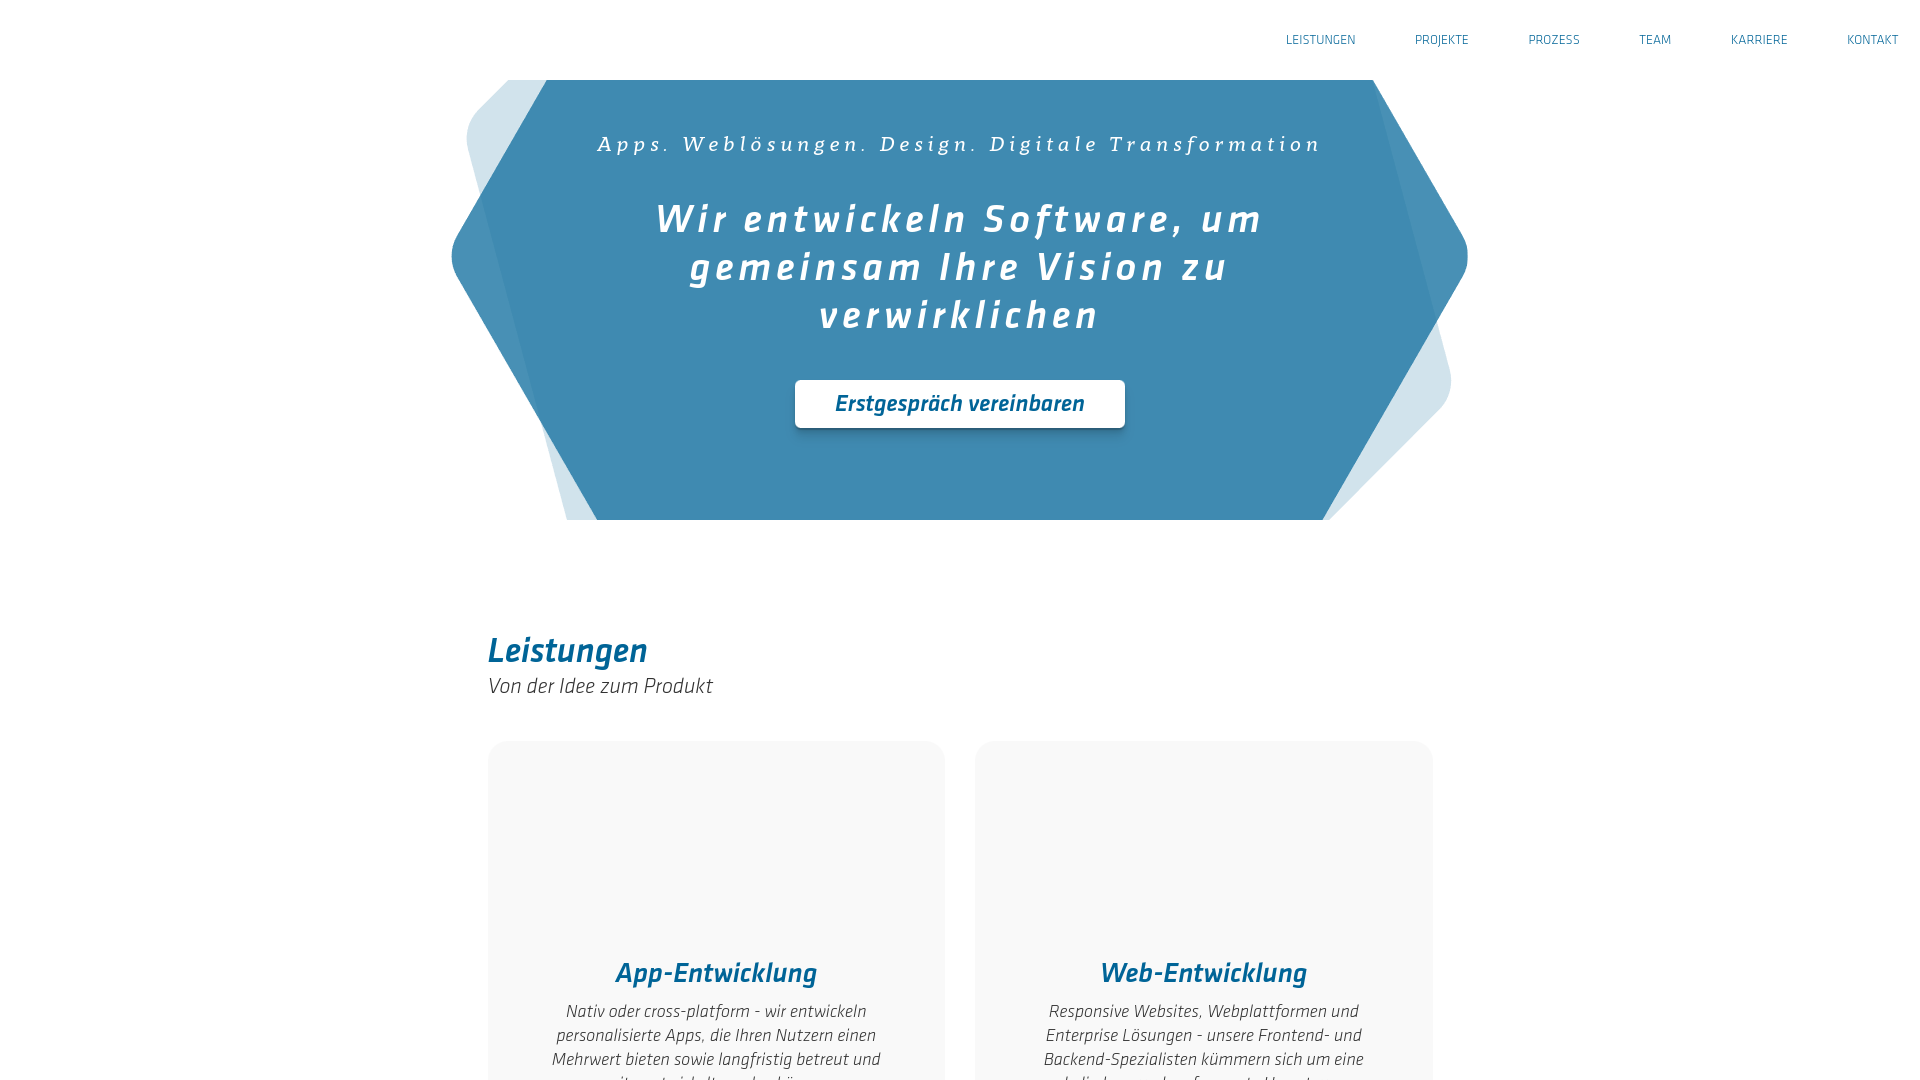 LEISTUNGEN PROJEKTE PROZESS TEAM KARRIERE KONTAKT
Apps. Weblösungen. Design. Digitale Transformation
Wir entwickeln Software, um
gemeinsam Ihre Vision zu
verwirklichen
Erstgespräch vereinbaren
Leistungen
Von der Idee zum Produkt
App-Entwicklung
Nativ oder cross-platform - wir entwickeln
personalisierte Apps, die Ihren Nutzern einen
Mehrwert bieten sowie langfristig betreut und
Web-Entwicklung
Responsive Websites, Webplattformen und
Enterprise Lösungen - unsere Frontend- und
Backend-Spezialisten kümmern sich um eine